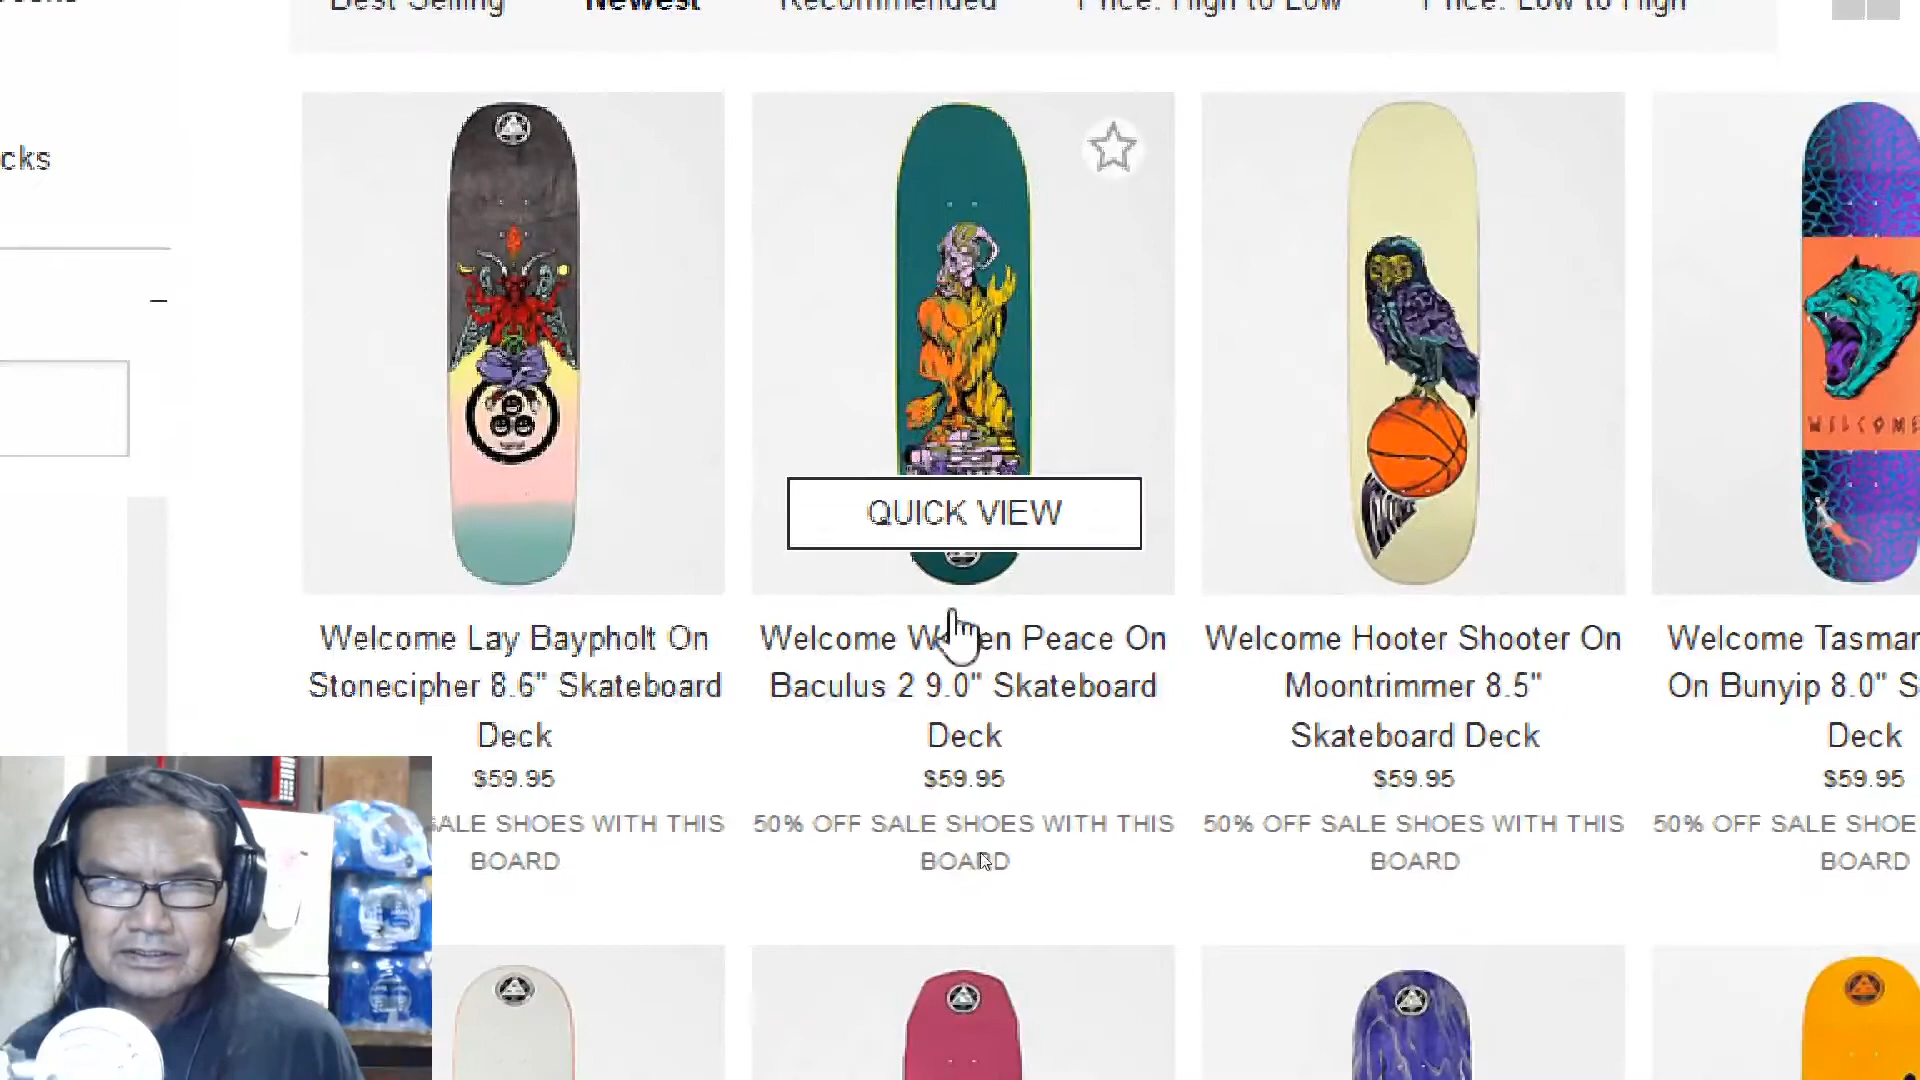 Best Selling Newest Recommended Price: High to Low Price: Low to High
cks
WELCOME
QUICK VIEW
Welcome Lay Baypholt On
Stonecipher 8.6" Skateboard
Deck
$59.95
ALE SHOES WITH THIS
BOARD
Welcome En Peace On
Baculus 2 9.0" Skateboard
Deck
$59.95
50% OFF SALE SHOES WITH THIS
BOARD
Welcome Hooter Shooter On
Moontrimmer 8.5"
Skateboard Deck
$59.95
50% OFF SALE SHOES WITH THIS
BOARD
Welcome Tasmar
On Bunyip 8.0" S
Deck
$59.95
50% OFF SALE SHOE
BOARD